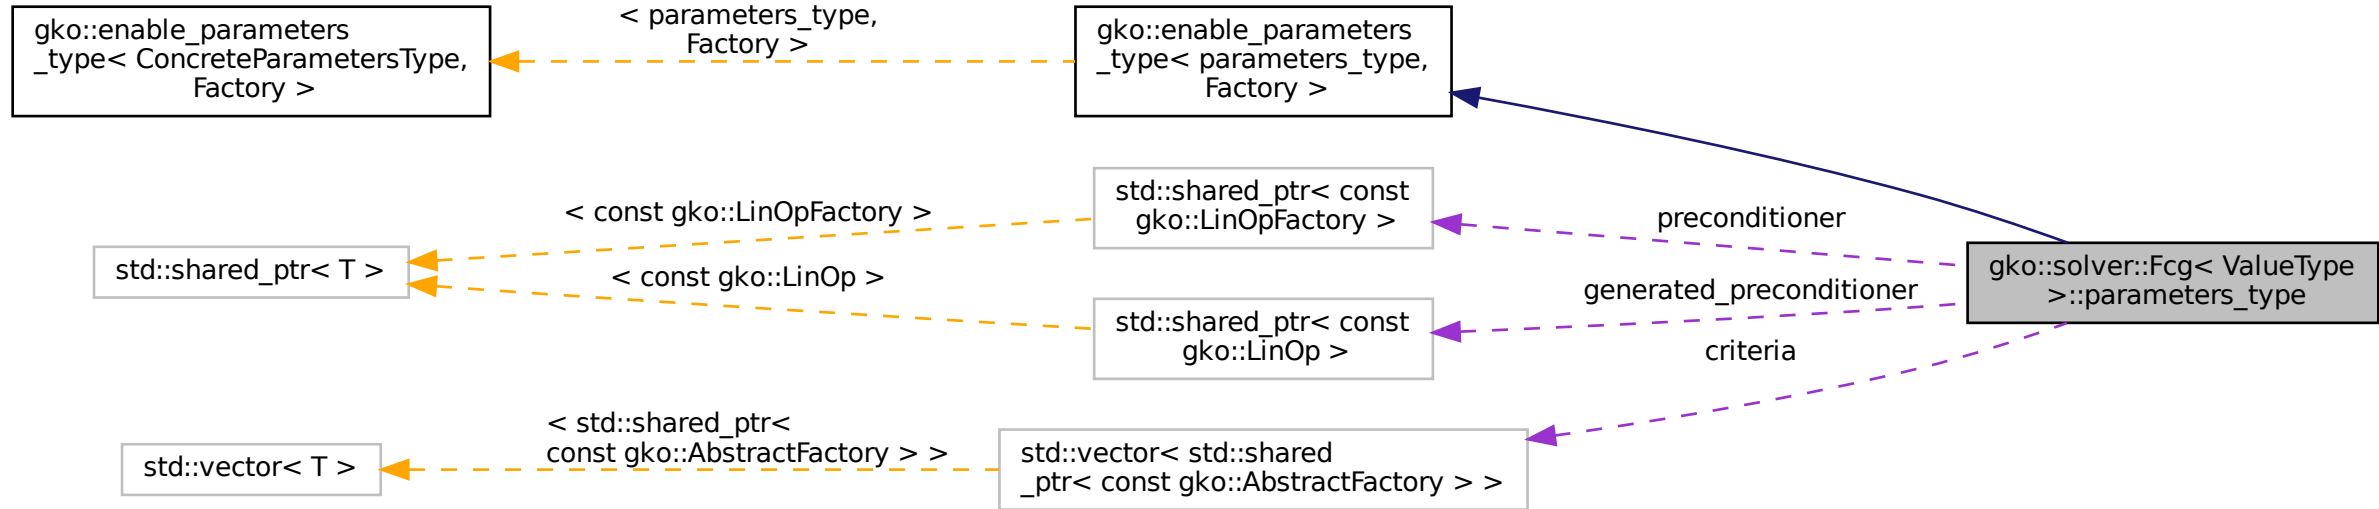 gko::enable_parameters
_type< ConcreteParametersType,
Factory >
< parameters_type,
Factory >
gko::enable_parameters
_type< parameters_type,
Factory >
std::shared_ptr< T >
< const gko::LinOpFactory >
< const gko::LinOp >
std::shared_ptr< const
gko::LinOpFactory >
std::shared_ptr< const
gko::LinOp >
preconditioner
generated_preconditioner
criteria
gko::solver::Fcg< ValueType
>::parameters_type
std::vector< T >
< std::shared_ptr<
const gko::AbstractFactory > >
std::vector< std::shared
_ptr< const gko::AbstractFactory > >